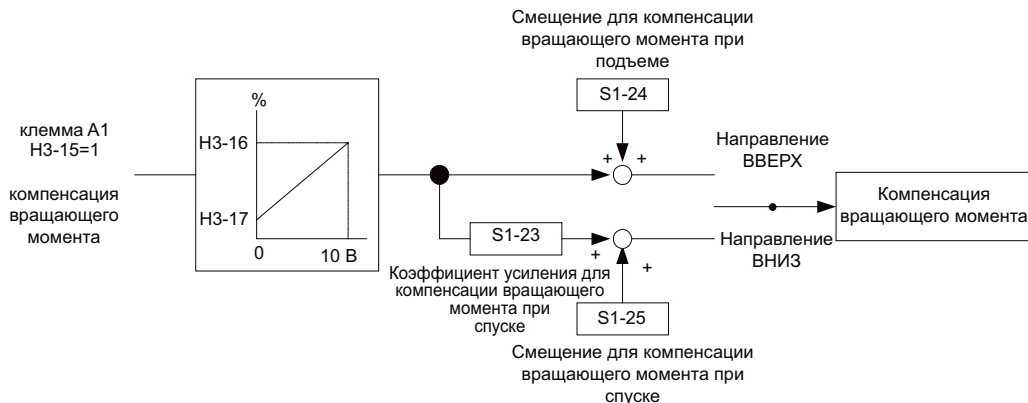 Смещение для компенсации
вращающего момента при
подъеме
S1-24
клемма A1
H3-15=1
компенсация
вращающего
момента
%
H3-16
H3-17
0
10 В
+
+
Направление
ВВЕРХ
Компенсация
вращающего момента
S1-23
+
+
Направление
ВНИЗ
Коэффициент усиления для
компенсации вращающего
момента при
спуске
S1-25
Смещение для компенсации
вращающего момента при
спуске